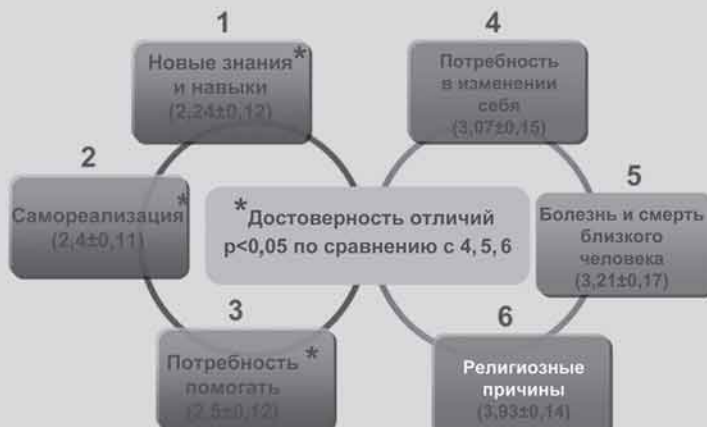 1
Новые знания*
и навыки
(2,24±0,12)
2
Самореализация*
(2,4±0,11)
3
Потребность*
помогать
(2,5±0,12)
*Достоверность отличий
p<0,05 по сравнению с 4, 5, 6
4
Потребность
в изменении
себя
(3,07±0,15)
5
Болезнь и смерть
близкого
человека
(3,21±0,17)
6
Религиозные
причины
(3,93±0,14)